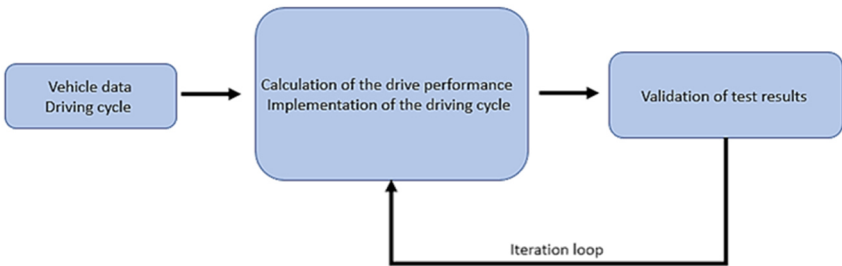 Vehicle data
Driving cycle
Calculation of the drive performance
Implementation of the driving cycle
Validation of test results
Iteration loop